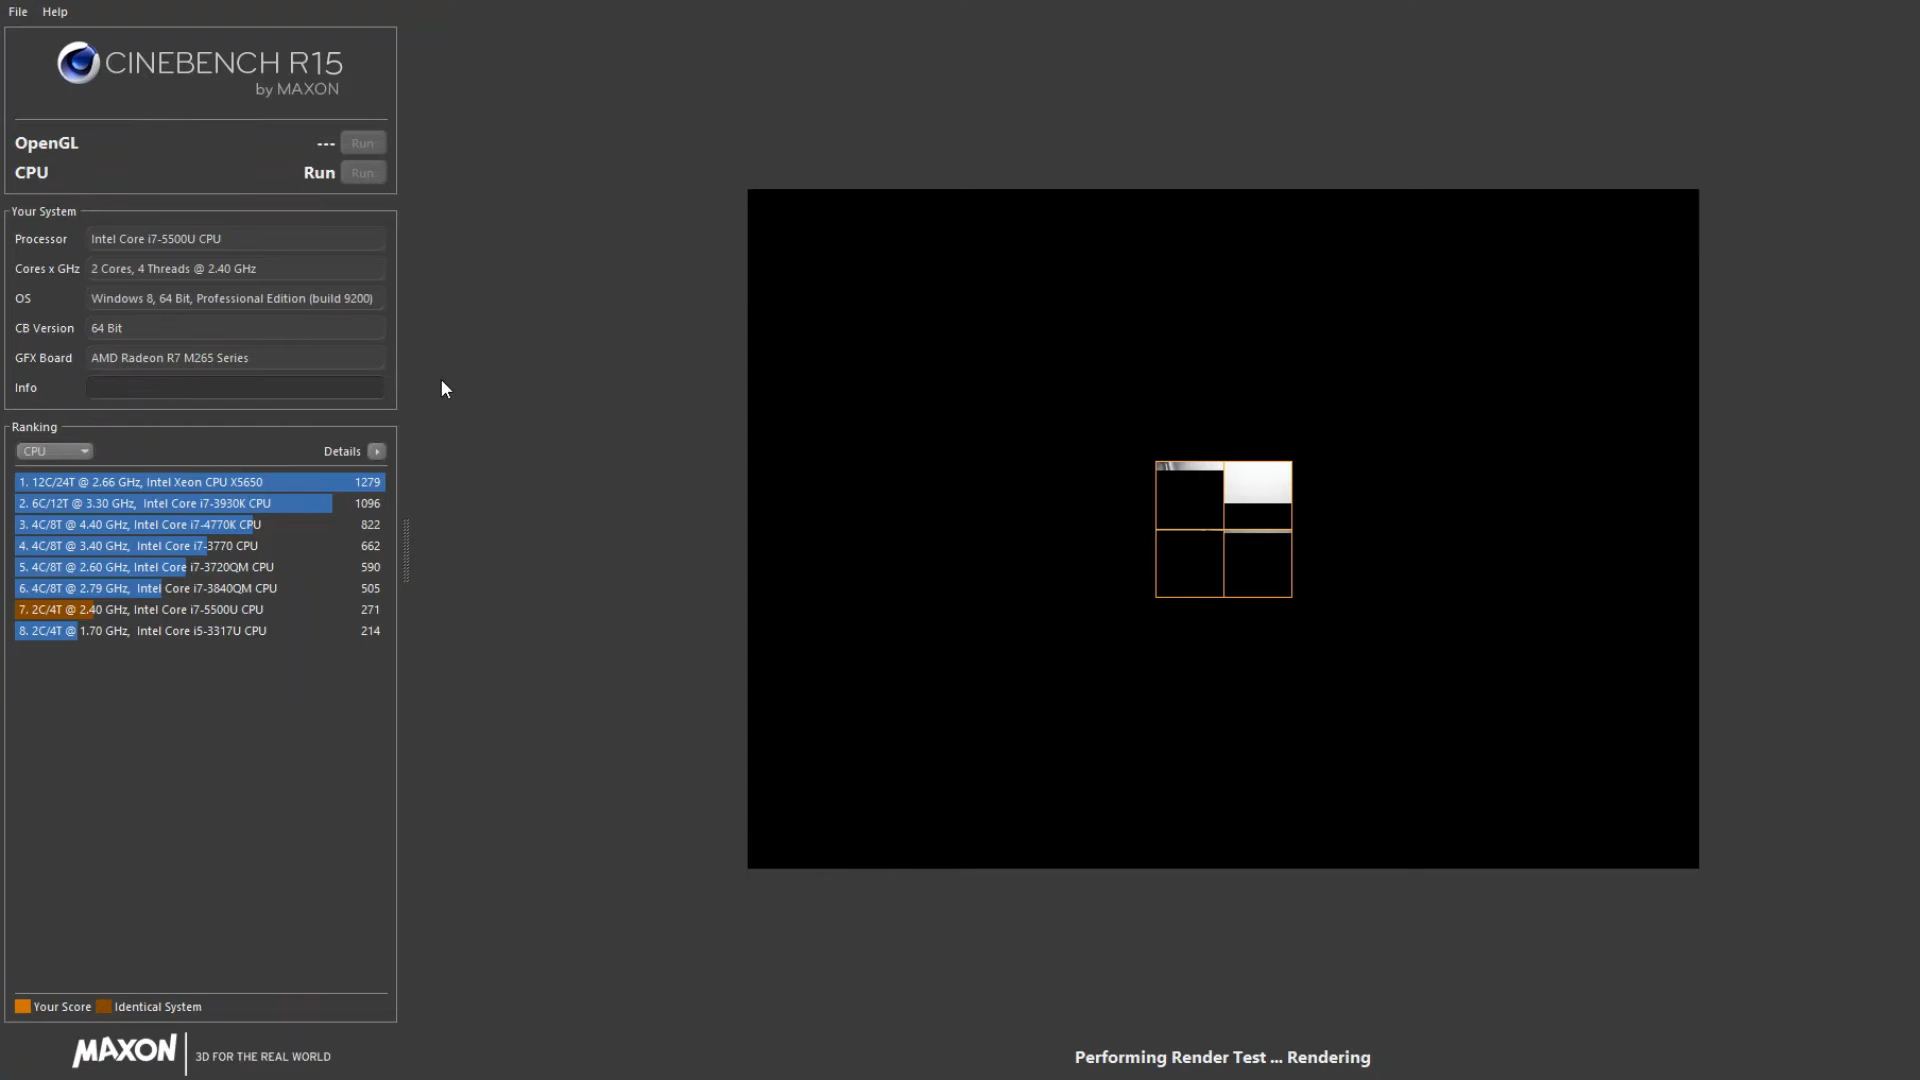 File Help
CINEBENCH R15
by MAXON
OpenGL --- Run
CPU Run Run
Your System
Processor Intel Core i7-5500U CPU
Cores x GHz 2 Cores, 4 Threads @ 2.40 GHz
OS Windows 8, 64 Bit, Professional Edition (build 9200)
CB Version 64 Bit
GFX Board AMD Radeon R7 M265 Series
Info
Ranking
CPU Details
1. 12C/24T @ 2.66 GHz, Intel Xeon CPU X5650 1279
2. 6C/12T @ 3.30 GHz, Intel Core i7-3930K CPU 1096
3. 4C/8T @ 4.40 GHz, Intel Core i7-4770K CPU 822
4. 4C/8T @ 3.40 GHz, Intel Core i7-3770 CPU 662
5. 4C/8T @ 2.60 GHz, Intel Core i7-3720QM CPU 590
6. 4C/8T @ 2.79 GHz, Intel Core i7-3840QM CPU 505
7. 2C/4T @ 2.40 GHz, Intel Core i7-5500U CPU 271
8. 2C/4T @ 1.70 GHz, Intel Core i5-3317U CPU 214
Your Score Identical System
MAXON 3D FOR THE REAL WORLD
Performing Render Test ... Rendering